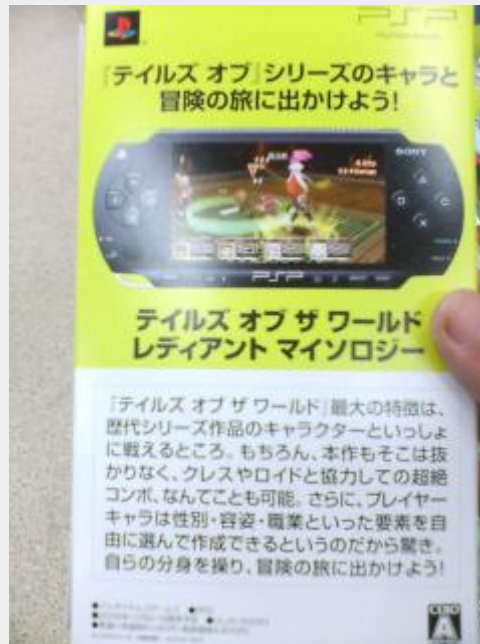 PSP
『テイルズ オブ』シリーズのキャラと
冒険の旅に出かけよう!
SONY
PSP
テイルズ オブ ザ ワールド
レディアント マイソロジー
『テイルズ オブ ザ ワールド』最大の特徴は、
歴代シリーズ作品のキャラクターといっしょ
に戦えるところ。もちろん、本作もそこは抜
かりなく、クレスやロイドと協力しての超絶
コンボ、なんてことも可能。さらに、プレイヤー
キャラは性別・容姿・職業といった要素を自
由に選んで作成できるというのだから驚き。
自らの分身を操り、冒険の旅に出かけよう!
CERO
A